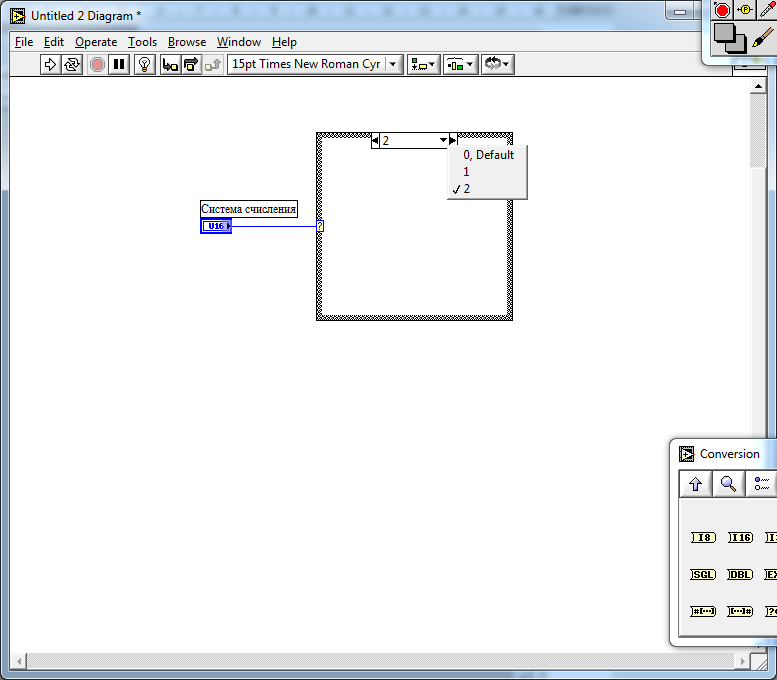 Untitled 2 Diagram *
File Edit Operate Tools Browse Window Help
15pt Times New Roman Cyr
2
0, Default
1
2
Система счисления
U16
?
Conversion
I8 I16
SGL DBL
#[...] [...]#